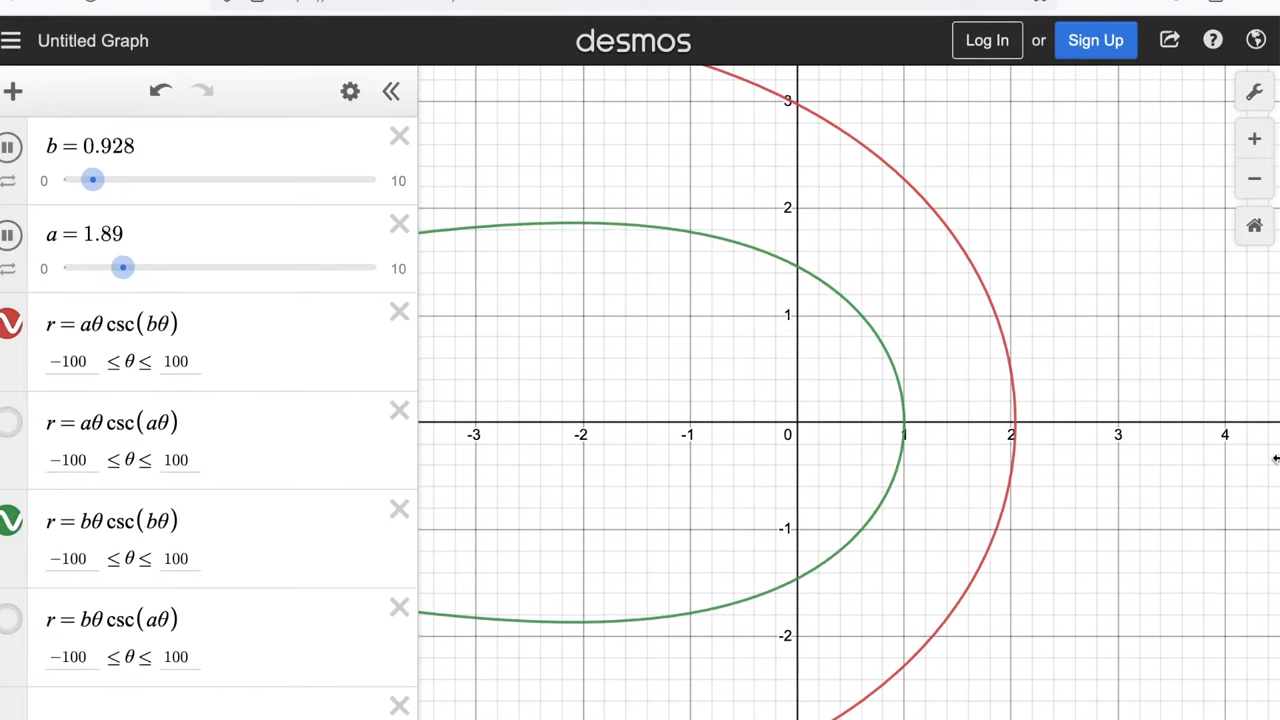 Untitled Graph
desmos
Log In or Sign Up
b = 0.928
0 10
a = 1.89
0 10
r = aθ csc(bθ)
−100 ≤ θ ≤ 100
r = aθ csc(aθ)
−100 ≤ θ ≤ 100
r = bθ csc(bθ)
−100 ≤ θ ≤ 100
r = bθ csc(aθ)
−100 ≤ θ ≤ 100
3
2
1
-3 -2 -1 0 1 2 3 4
-1
-2